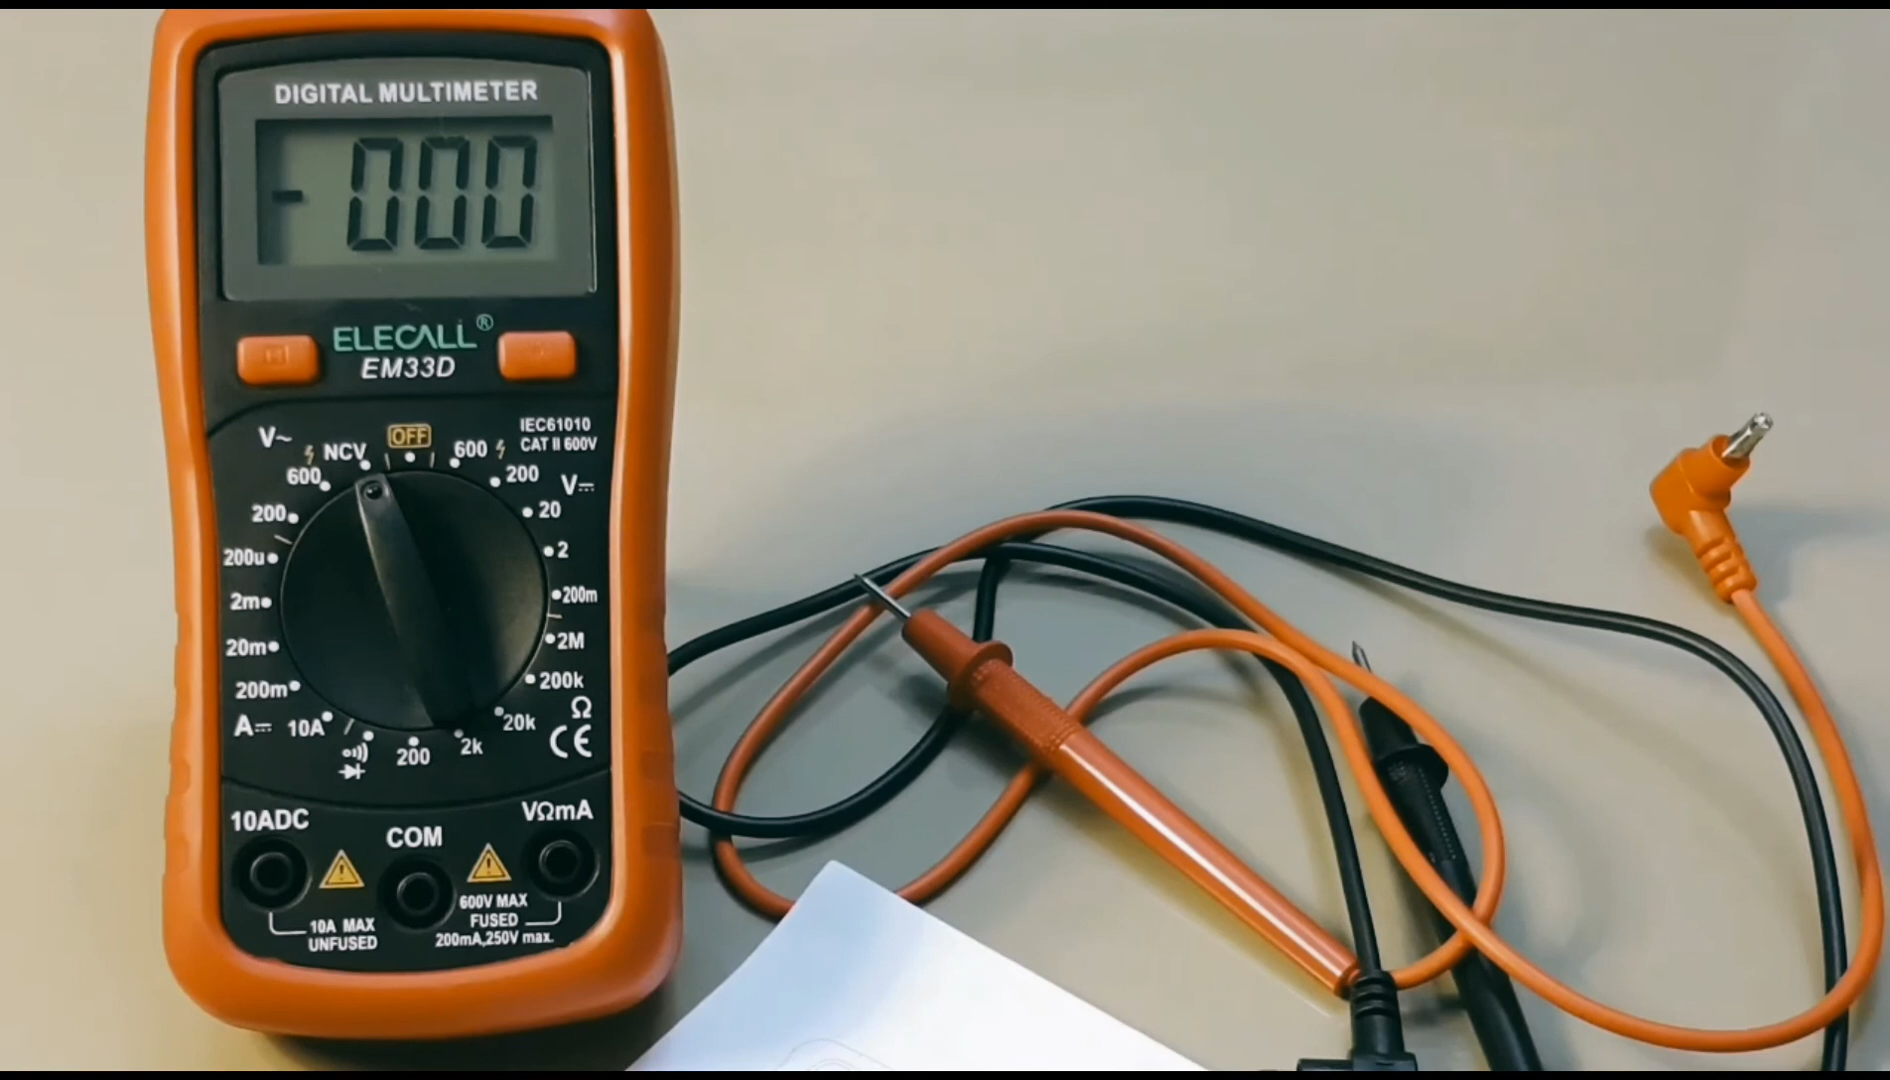 DIGITAL MULTIMETER
- 000
ELECALL®
EM33D
IEC61010
CAT II 600V
V~
NCV
OFF
600
600
200
V⎓
200
20
200u
2
2m
200m
20m
2M
200m
200k
A⎓
10A
20k
Ω
CE
200
2k
10ADC
COM
VΩmA
10A MAX
UNFUSED
600V MAX
FUSED
200mA,250V max.